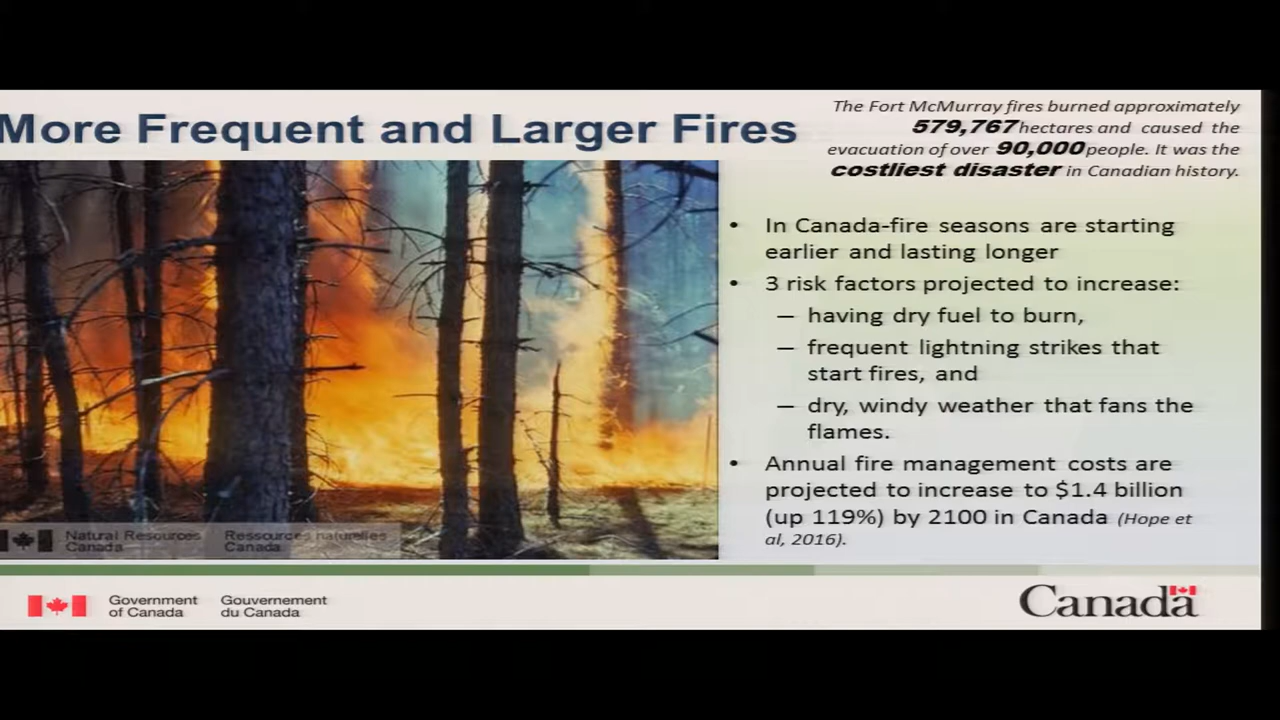 More Frequent and Larger Fires
The Fort McMurray fires burned approximately
579,767 hectares and caused the
evacuation of over 90,000 people. It was the
costliest disaster in Canadian history.
• In Canada-fire seasons are starting
earlier and lasting longer
• 3 risk factors projected to increase:
– having dry fuel to burn,
– frequent lightning strikes that
start fires, and
– dry, windy weather that fans the
flames.
• Annual fire management costs are
projected to increase to $1.4 billion
(up 119%) by 2100 in Canada (Hope et
al, 2016).
Natural Resources Ressources naturelles
Canada Canada
Government Gouvernement
of Canada du Canada
Canada